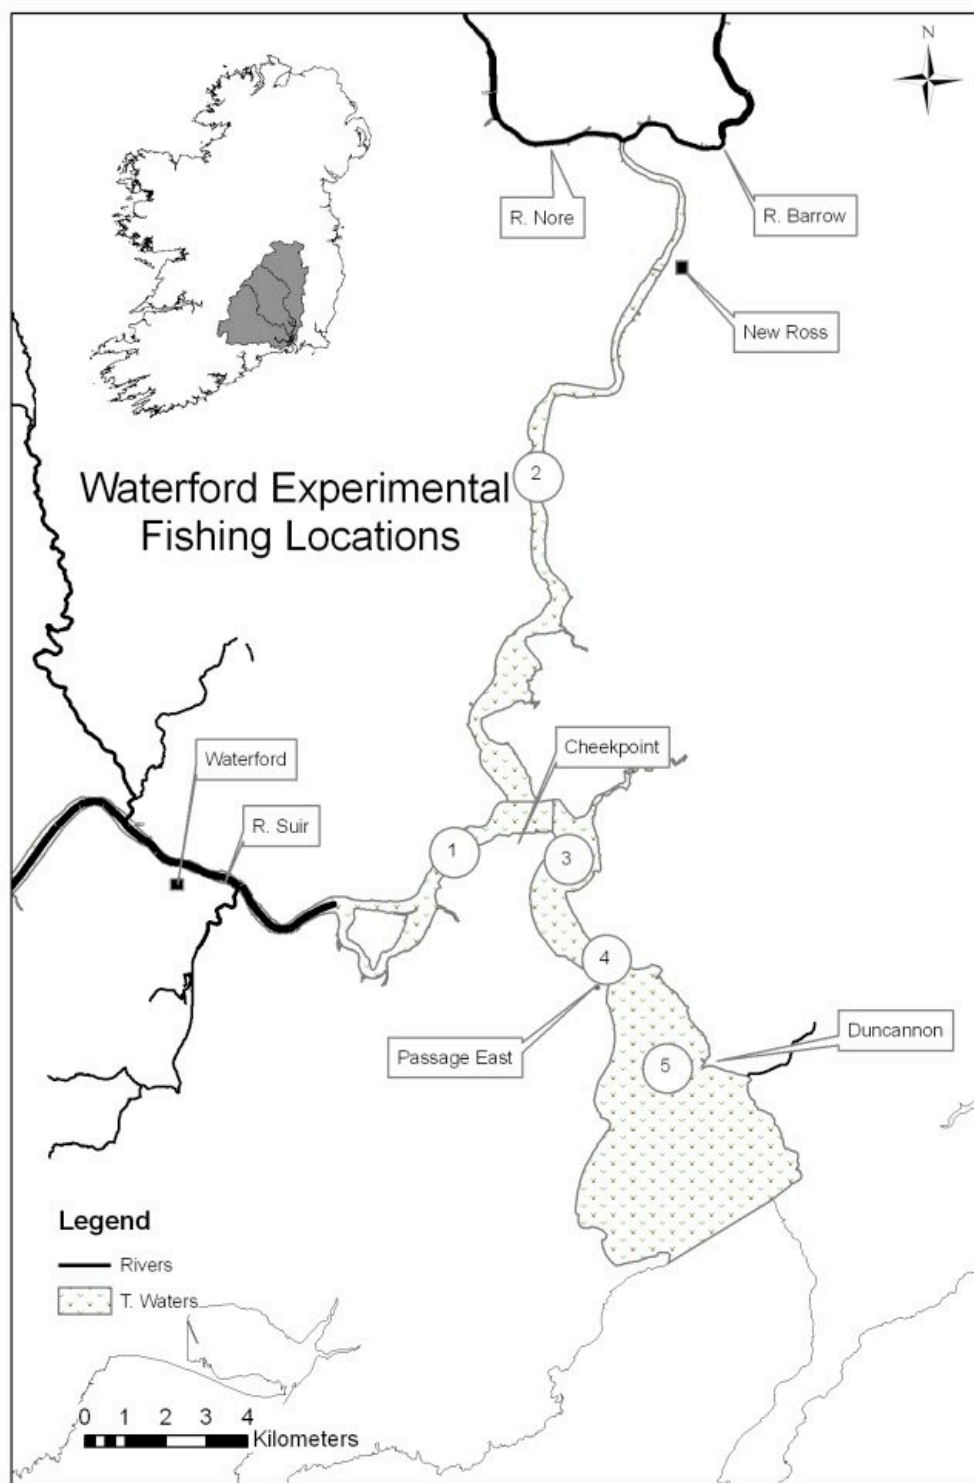 N
R. Nore
R. Barrow
New Ross
2
Waterford Experimental
Fishing Locations
Cheekpoint
Waterford
R. Suir
1
3
4
Passage East
Duncannon
5
Legend
Rivers
T. Waters
0 1 2 3 4
Kilometers